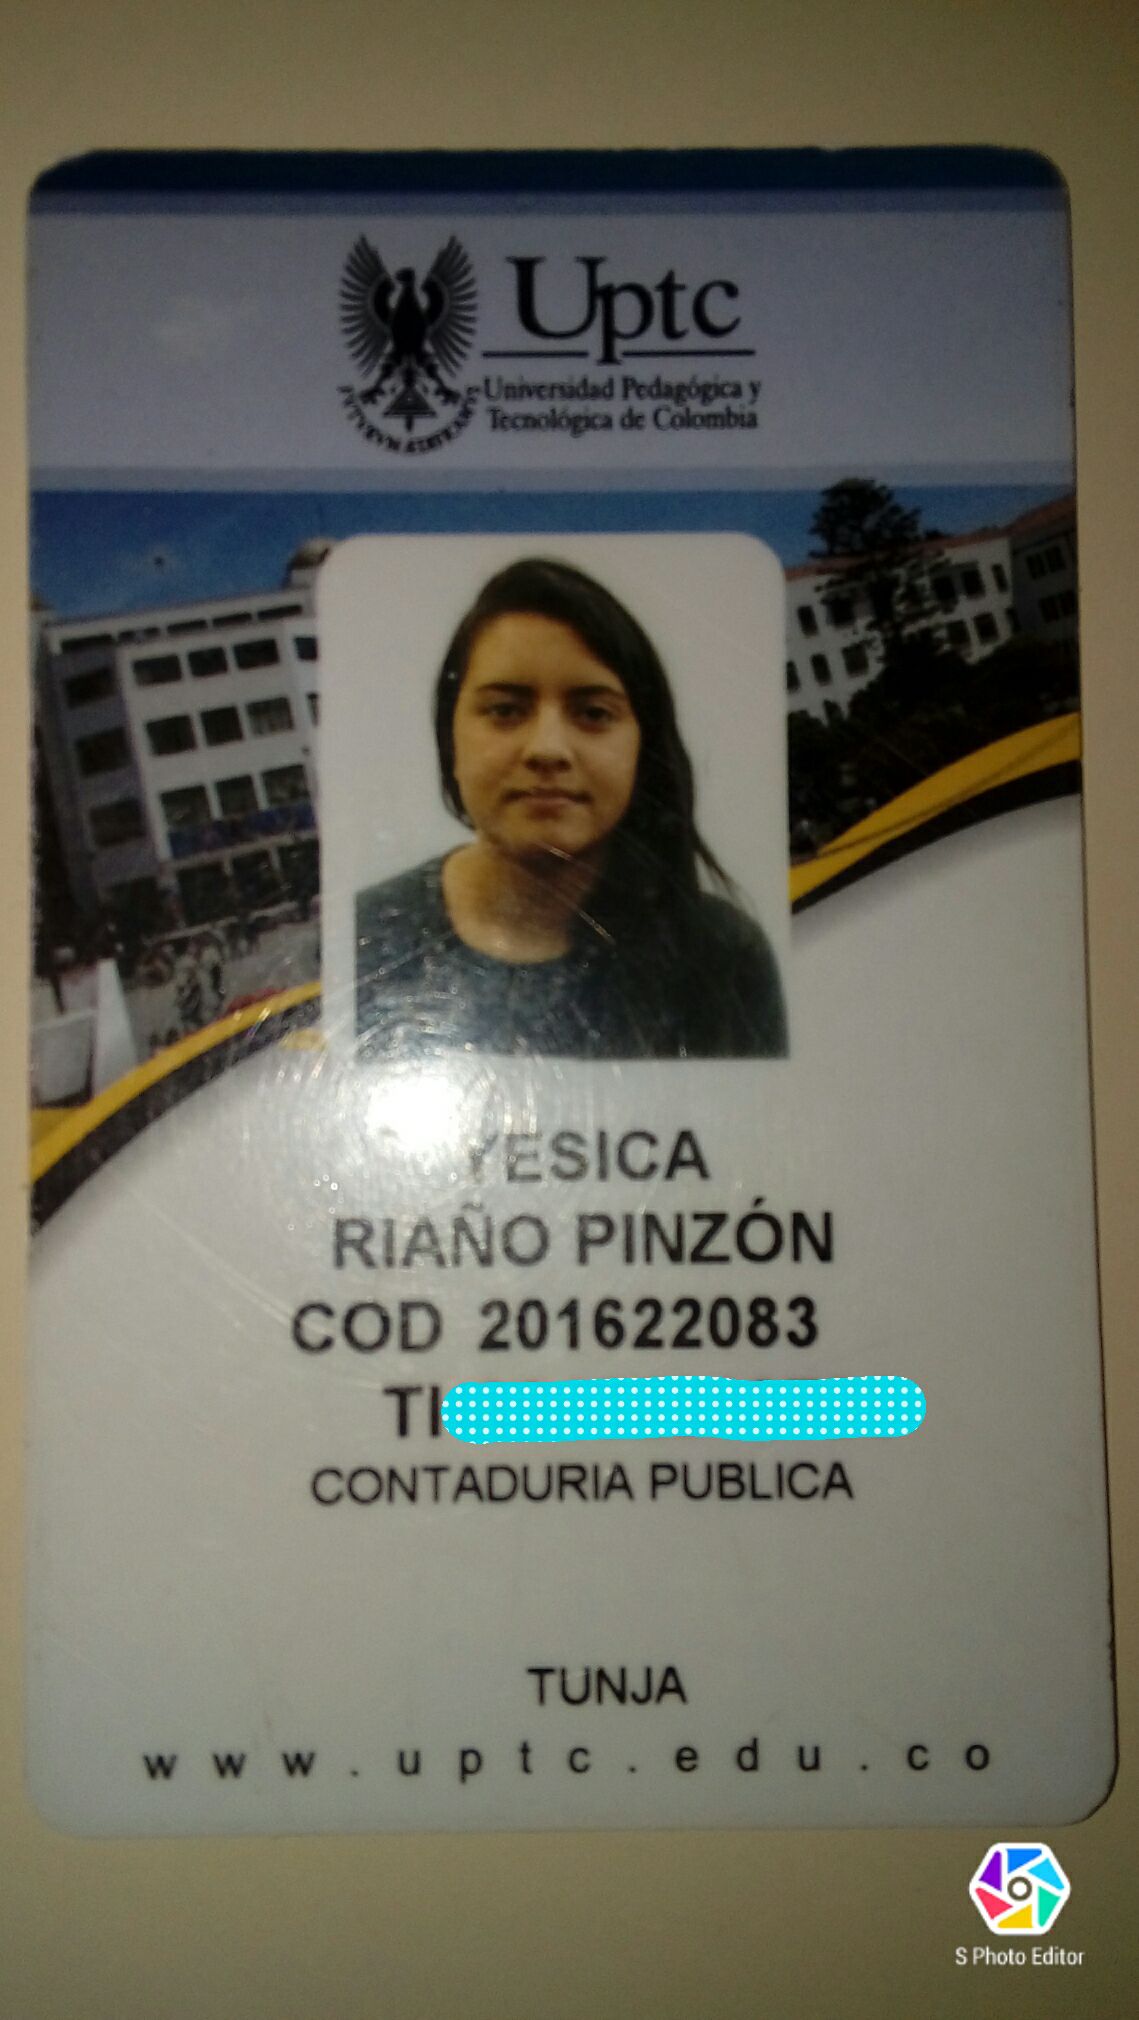 Uptc
Universidad Pedagógica y
Tecnológica de Colombia
YESICA
RIAÑO PINZÓN
COD 201622083
TI
CONTADURIA PUBLICA
TUNJA
www.uptc.edu.co
S Photo Editor